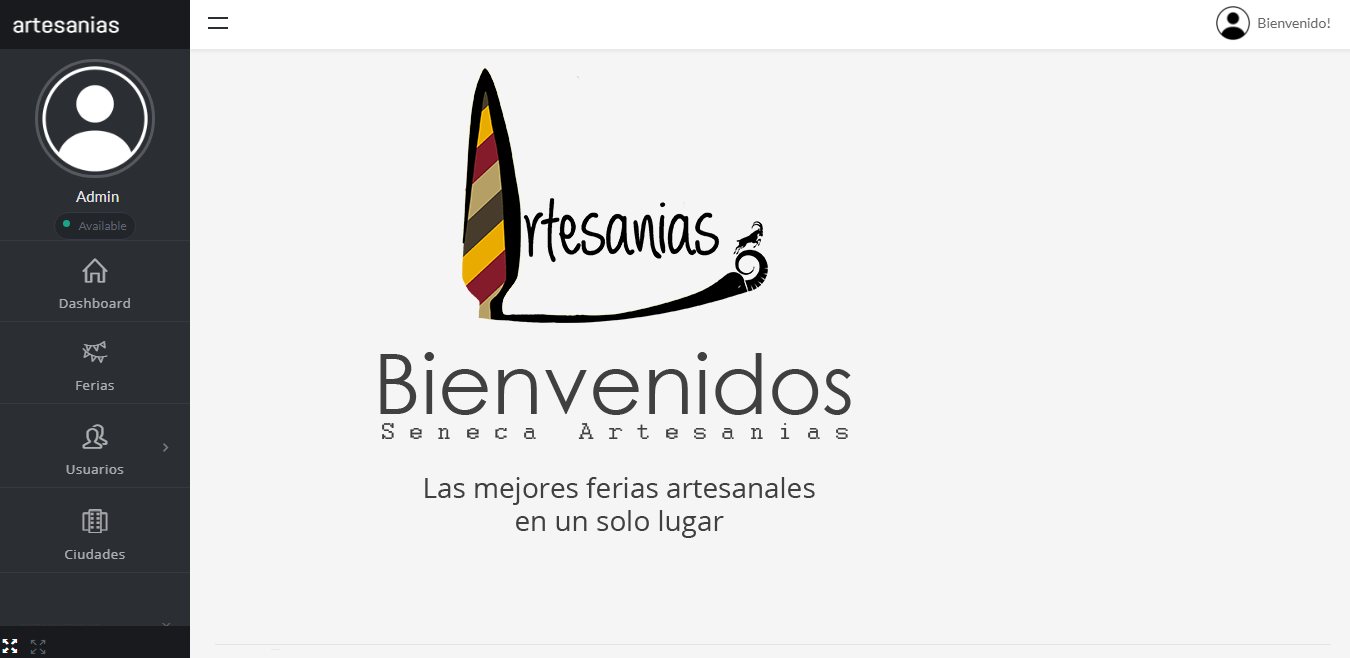 artesanias
Bienvenido!
Admin
Available
Dashboard
Ferias
Usuarios
Ciudades
Artesanias
Bienvenidos
Seneca Artesanias
Las mejores ferias artesanales
en un solo lugar